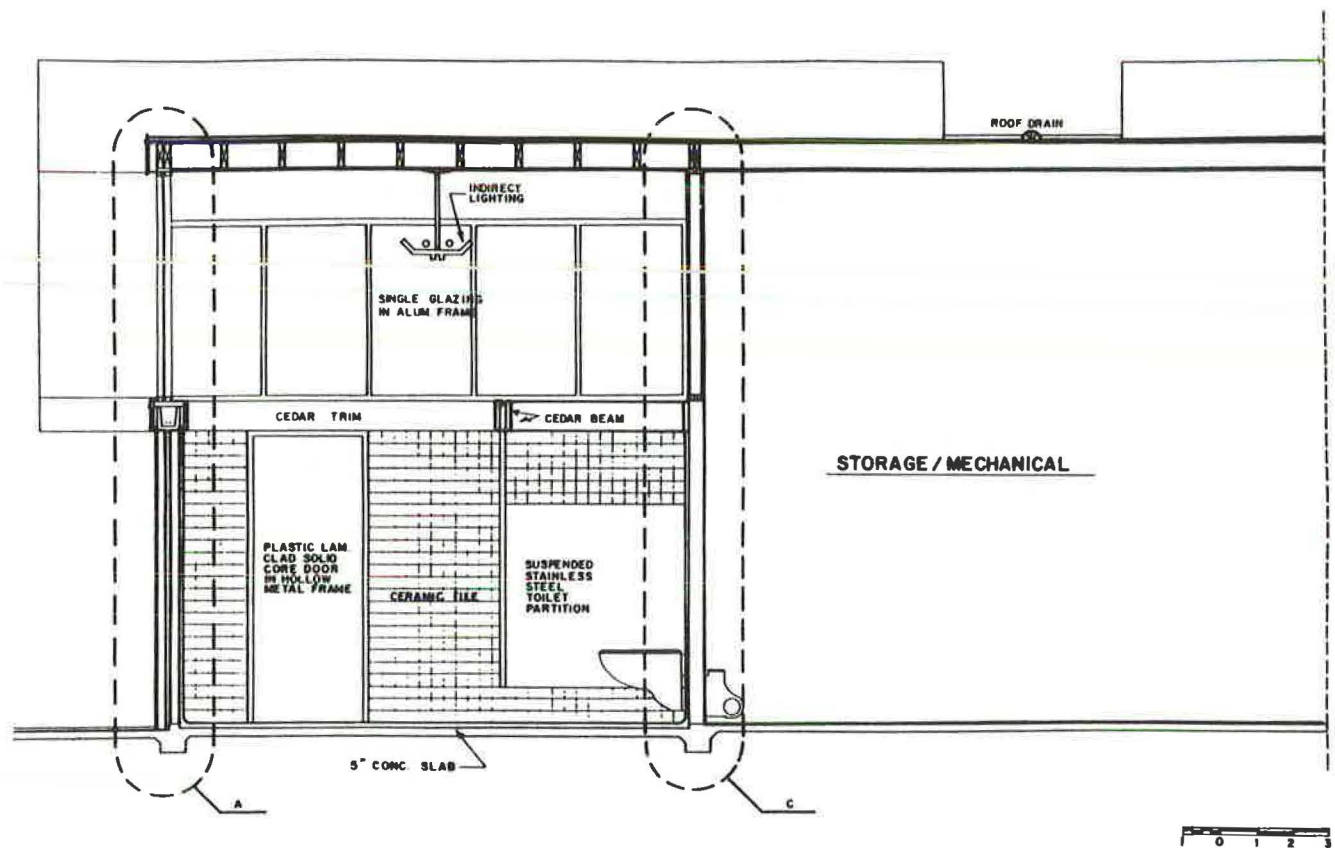 ROOF DRAIN
INDIRECT
LIGHTING
SINGLE GLAZING
IN ALUM. FRAME
CEDAR TRIM
CEDAR BEAM
STORAGE / MECHANICAL
PLASTIC LAM.
CLAD SOLID
CORE DOOR
IN HOLLOW
METAL FRAME
CERAMIC TILE
SUSPENDED
STAINLESS
STEEL
TOILET
PARTITION
5" CONC. SLAB
A
C
1 0 1 2 3